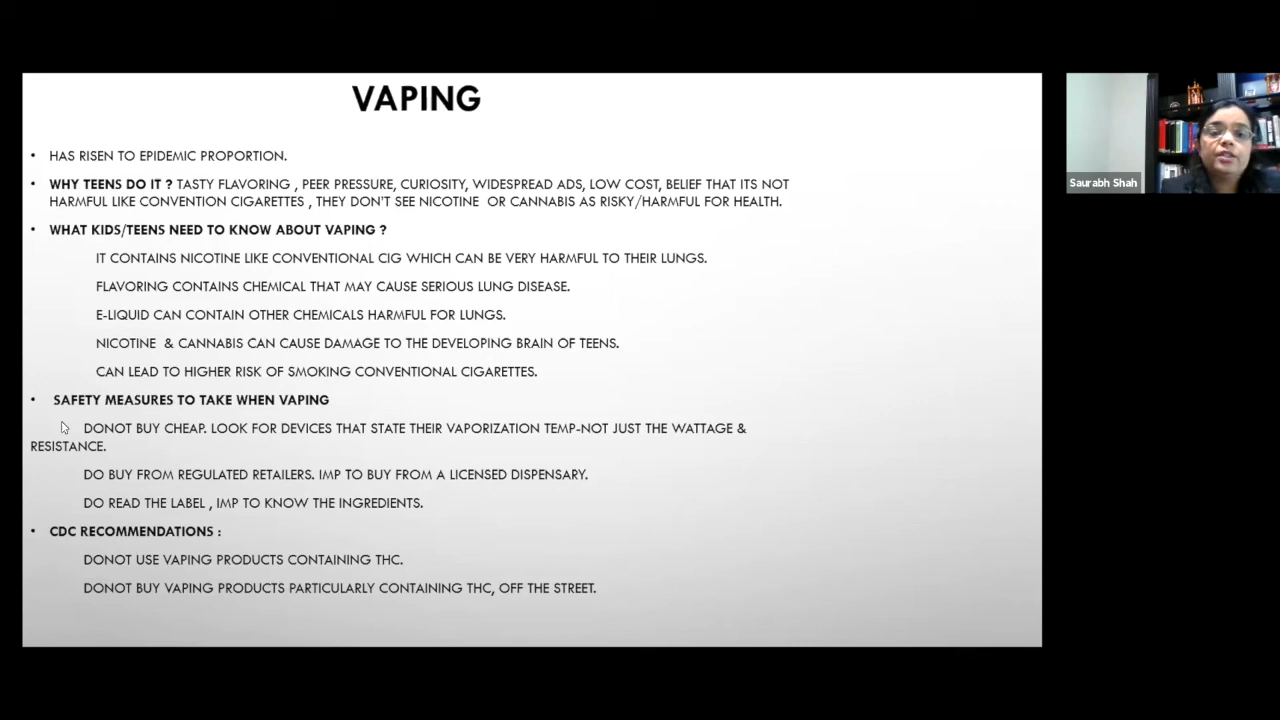 VAPING
• HAS RISEN TO EPIDEMIC PROPORTION.
• WHY TEENS DO IT ? TASTY FLAVORING , PEER PRESSURE, CURIOSITY, WIDESPREAD ADS, LOW COST, BELIEF THAT ITS NOT
HARMFUL LIKE CONVENTION CIGARETTES , THEY DON'T SEE NICOTINE OR CANNABIS AS RISKY/HARMFUL FOR HEALTH.
• WHAT KIDS/TEENS NEED TO KNOW ABOUT VAPING ?
IT CONTAINS NICOTINE LIKE CONVENTIONAL CIG WHICH CAN BE VERY HARMFUL TO THEIR LUNGS.
FLAVORING CONTAINS CHEMICAL THAT MAY CAUSE SERIOUS LUNG DISEASE.
E-LIQUID CAN CONTAIN OTHER CHEMICALS HARMFUL FOR LUNGS.
NICOTINE & CANNABIS CAN CAUSE DAMAGE TO THE DEVELOPING BRAIN OF TEENS.
CAN LEAD TO HIGHER RISK OF SMOKING CONVENTIONAL CIGARETTES.
• SAFETY MEASURES TO TAKE WHEN VAPING
DONOT BUY CHEAP. LOOK FOR DEVICES THAT STATE THEIR VAPORIZATION TEMP-NOT JUST THE WATTAGE &
RESISTANCE.
DO BUY FROM REGULATED RETAILERS. IMP TO BUY FROM A LICENSED DISPENSARY.
DO READ THE LABEL , IMP TO KNOW THE INGREDIENTS.
• CDC RECOMMENDATIONS :
DONOT USE VAPING PRODUCTS CONTAINING THC.
DONOT BUY VAPING PRODUCTS PARTICULARLY CONTAINING THC, OFF THE STREET.
Saurabh Shah